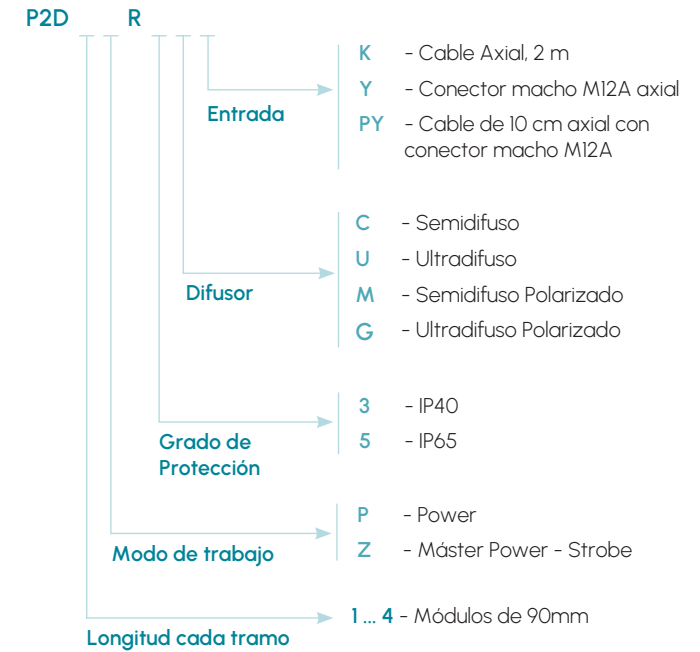 P2D R
K - Cable Axial, 2 m
Y - Conector macho M12A axial
PY - Cable de 10 cm axial con
conector macho M12A
Entrada
C - Semidifuso
U - Ultradifuso
M - Semidifuso Polarizado
G - Ultradifuso Polarizado
Difusor
3 - IP40
5 - IP65
Grado de
Protección
P - Power
Z - Máster Power - Strobe
Modo de trabajo
1 ... 4 - Módulos de 90mm
Longitud cada tramo